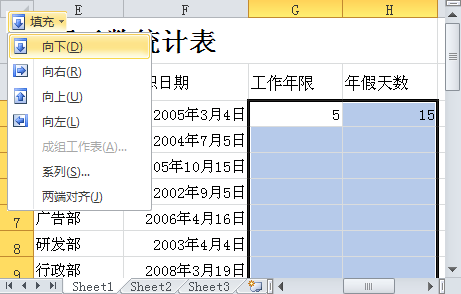 E F G H
填充
数统计表
向下(D)
向右(R)
向上(U)
向左(L)
成组工作表(A)...
系列(S)...
两端对齐(J)
职日期 工作年限 年假天数
2005年3月4日 5 15
2004年7月5日
05年10月15日
2002年9月5日
7 广告部 2006年4月16日
8 研发部 2003年4月4日
9 行政部 2008年3月19日
Sheet1 Sheet2 Sheet3